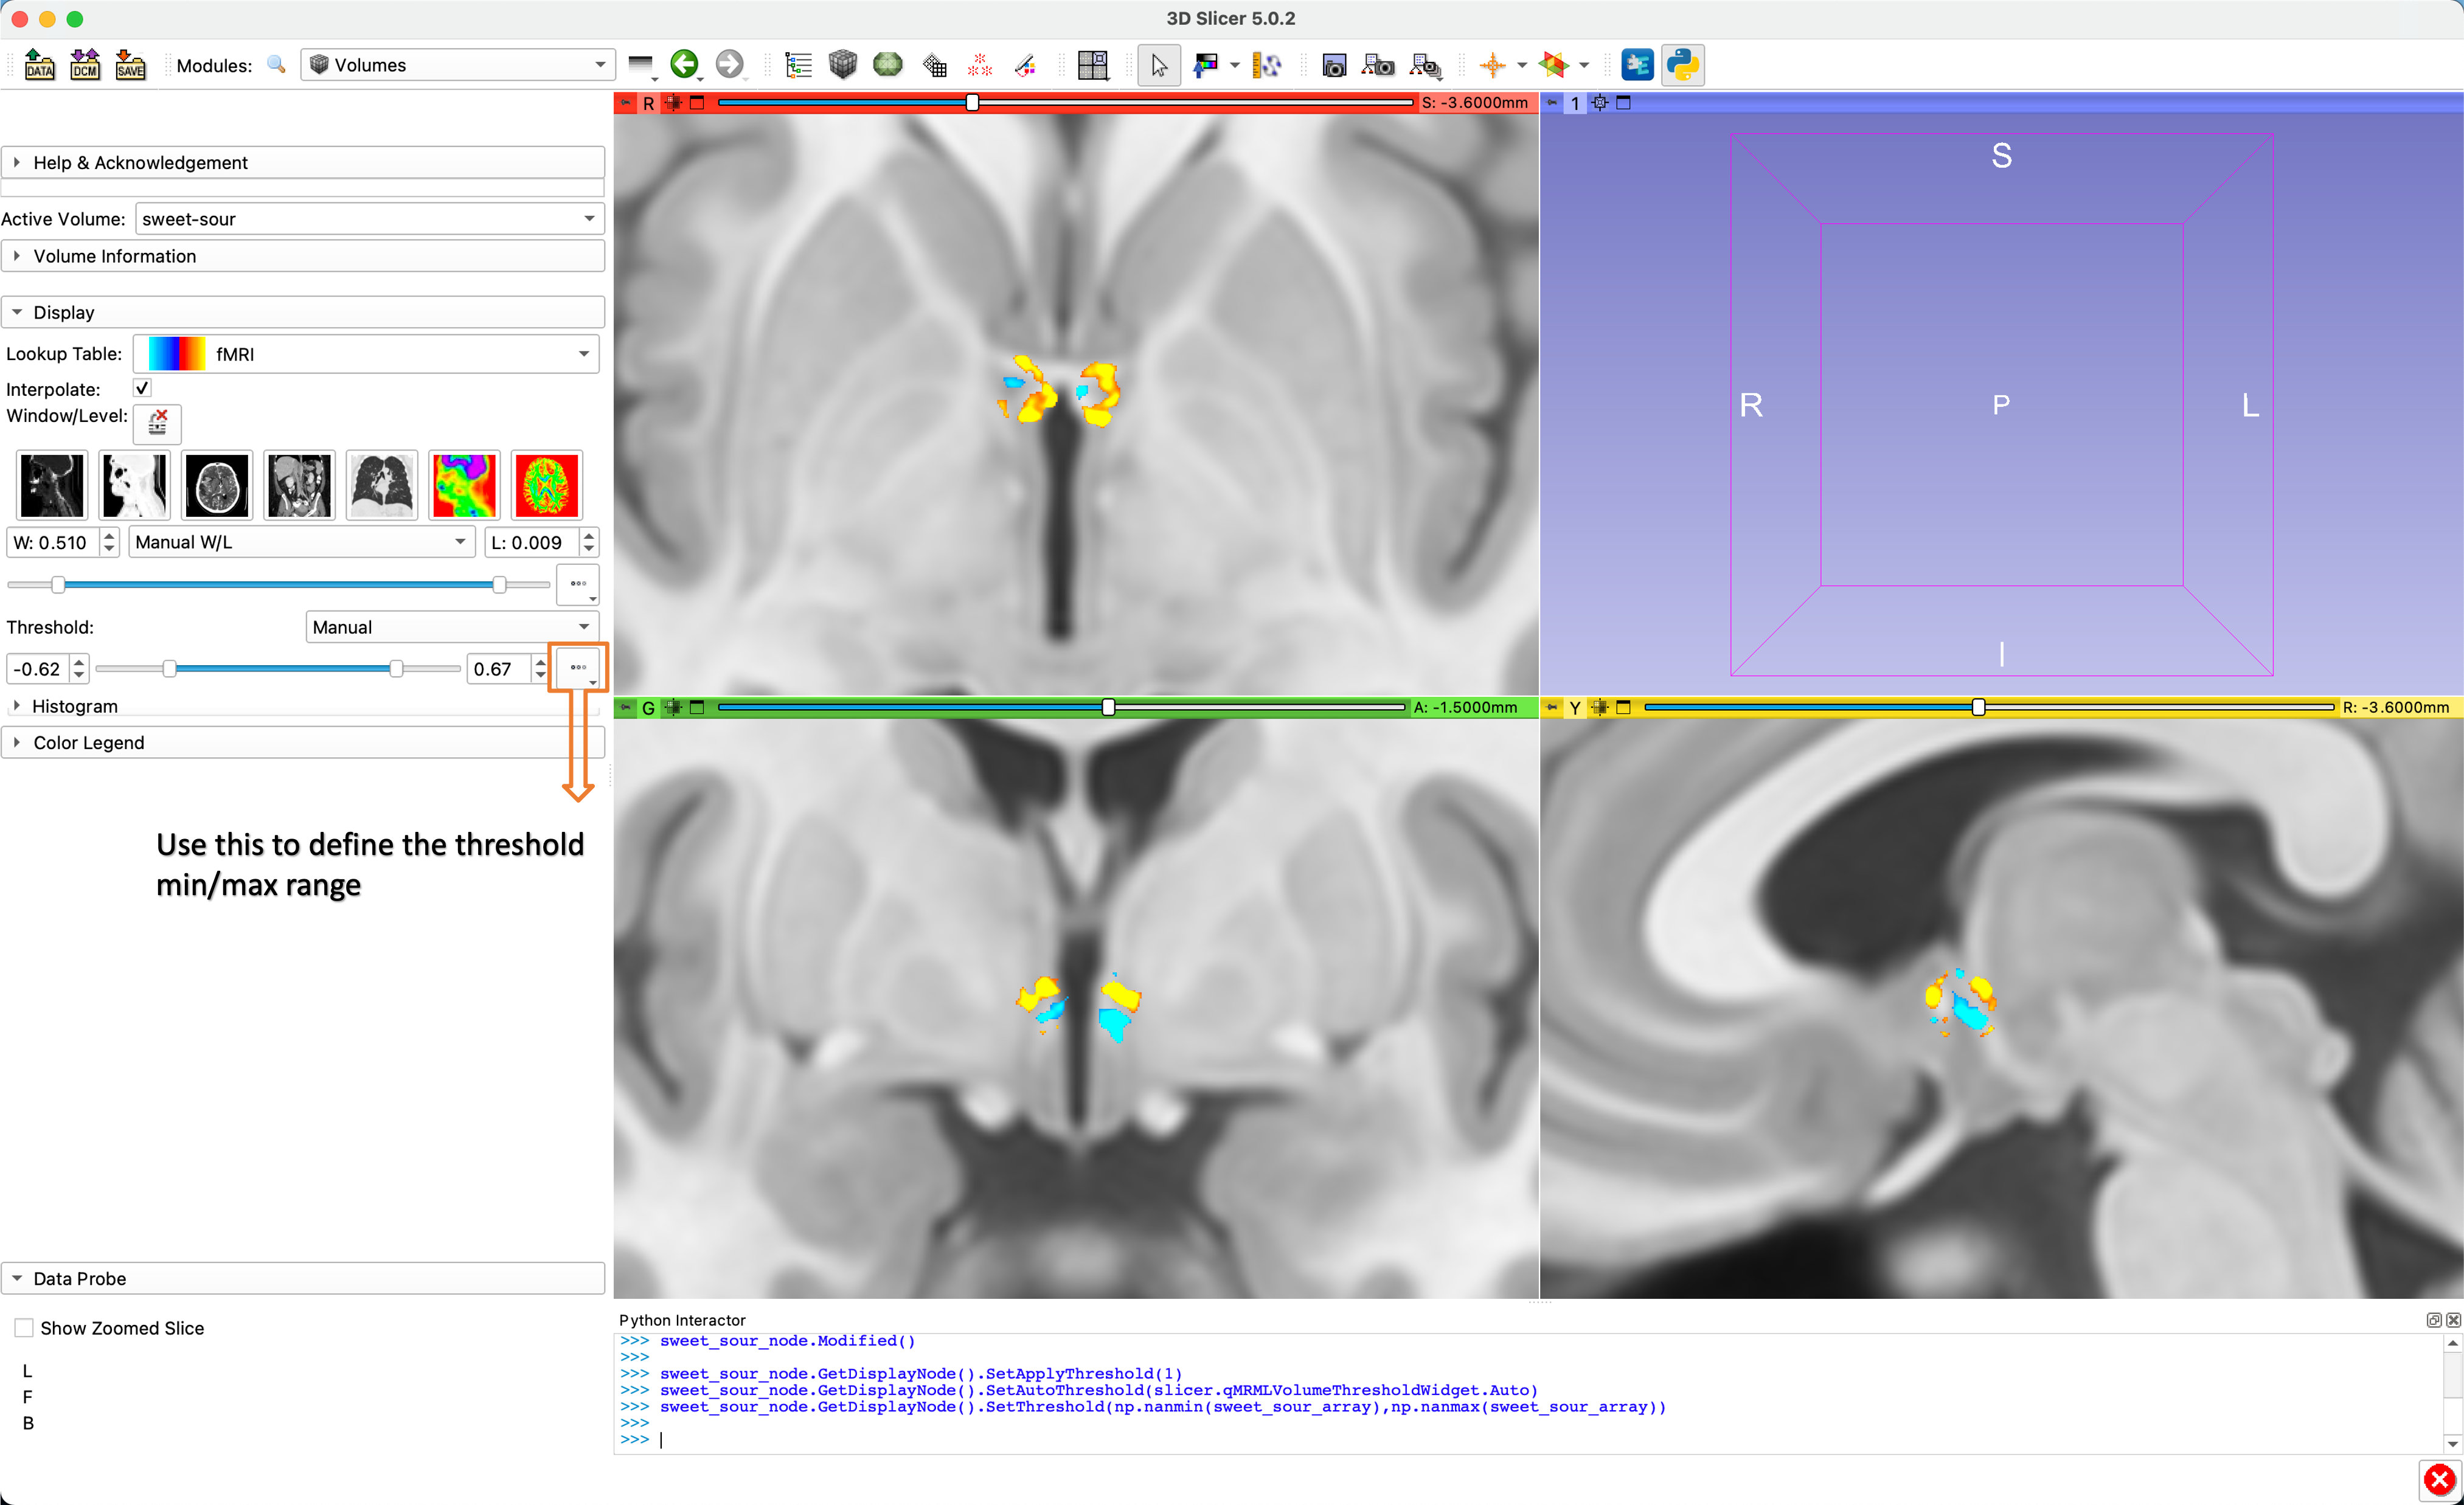 3D Slicer 5.0.2
DATA
DCM
SAVE
Modules:
Volumes
Help & Acknowledgement
Active Volume:
sweet-sour
Volume Information
Display
Lookup Table:
fMRI
Interpolate:
Window/Level:
W: 0.510
Manual W/L
L: 0.009
Threshold:
Manual
-0.62
0.67
Histogram
Color Legend
Use this to define the threshold
min/max range
Data Probe
Show Zoomed Slice
L
F
B
R
S: -3.6000mm
1
S
R
P
L
I
G
A: -1.5000mm
Y
R: -3.6000mm
Python Interactor
>>> sweet_sour_node.Modified()
>>>
>>> sweet_sour_node.GetDisplayNode().SetApplyThreshold(1)
>>> sweet_sour_node.GetDisplayNode().SetAutoThreshold(slicer.qMRMLVolumeThresholdWidget.Auto)
>>> sweet_sour_node.GetDisplayNode().SetThreshold(np.nanmin(sweet_sour_array),np.nanmax(sweet_sour_array))
>>>
>>>